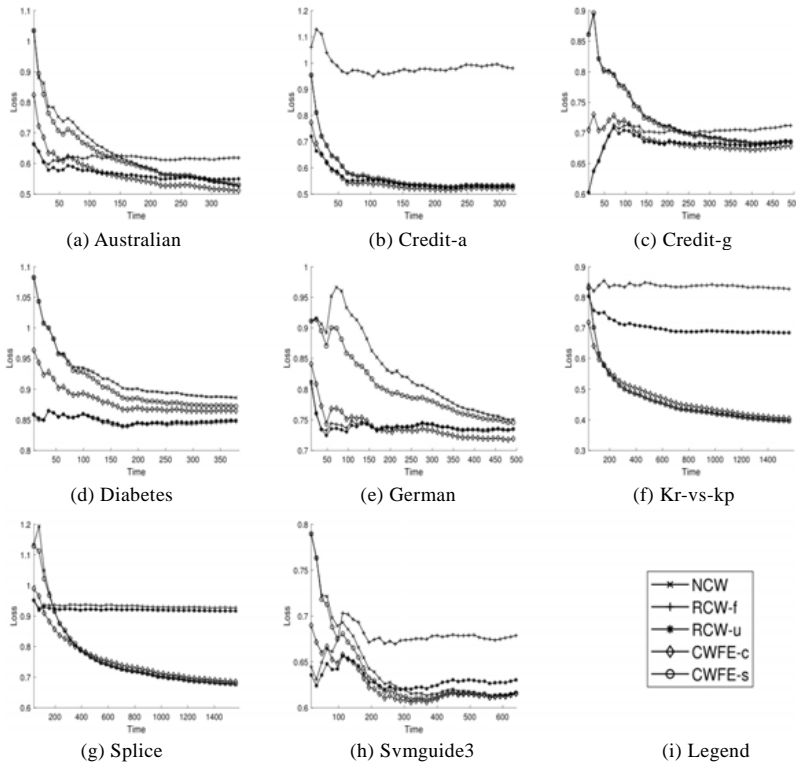 1.1
1
0.9
0.8
0.7
0.6
0.5
Loss
50 100 150 200 250 300
Time
(a) Australian
1.2
1.1
1
0.9
0.8
0.7
0.6
0.5
Loss
50 100 150 200 250 300
Time
(b) Credit-a
0.9
0.85
0.8
0.75
0.7
0.65
0.6
Loss
50 100 150 200 250 300 350 400 450 500
Time
(c) Credit-g
1.1
1.05
1
0.95
0.9
0.85
0.8
Loss
50 100 150 200 250 300 350
Time
(d) Diabetes
1
0.95
0.9
0.85
0.8
0.75
0.7
Loss
50 100 150 200 250 300 350 400 450 500
Time
(e) German
1
0.9
0.8
0.7
0.6
0.5
0.4
0.3
Loss
200 400 600 800 1000 1200 1400
Time
(f) Kr-vs-kp
1.2
1.1
1
0.9
0.8
0.7
0.6
Loss
200 400 600 800 1000 1200 1400
Time
(g) Splice
0.8
0.75
0.7
0.65
0.6
Loss
100 200 300 400 500 600
Time
(h) Svmguide3
NCW
RCW-f
RCW-u
CWFE-c
CWFE-s
(i) Legend